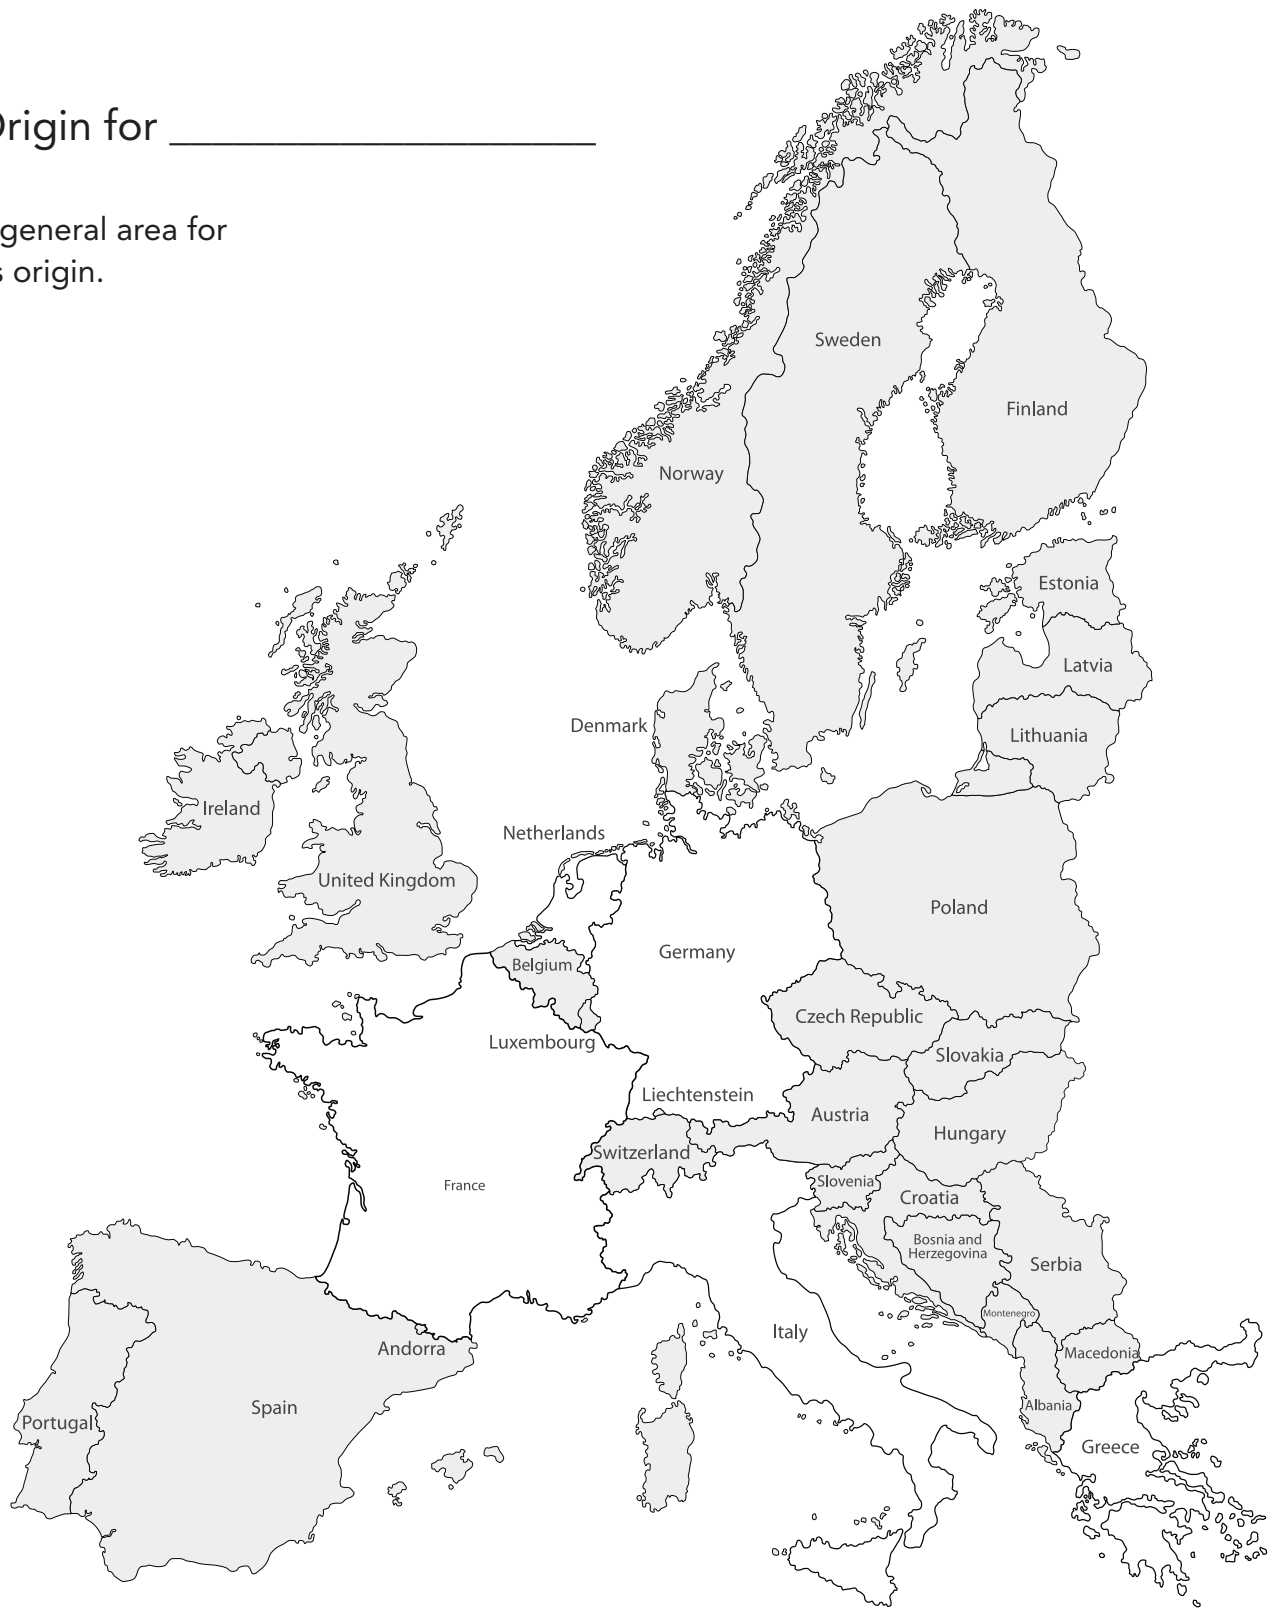 Origin for ____________________
general area for
s origin.
Sweden
Finland
Norway
Estonia
Latvia
Denmark
Lithuania
Ireland
Netherlands
United Kingdom
Poland
Germany
Belgium
Czech Republic
Luxembourg
Slovakia
Liechtenstein
Austria
Hungary
Switzerland
France
Slovenia
Croatia
Bosnia and
Herzegovina
Serbia
Montenegro
Italy
Andorra
Macedonia
Spain
Albania
Portugal
Greece